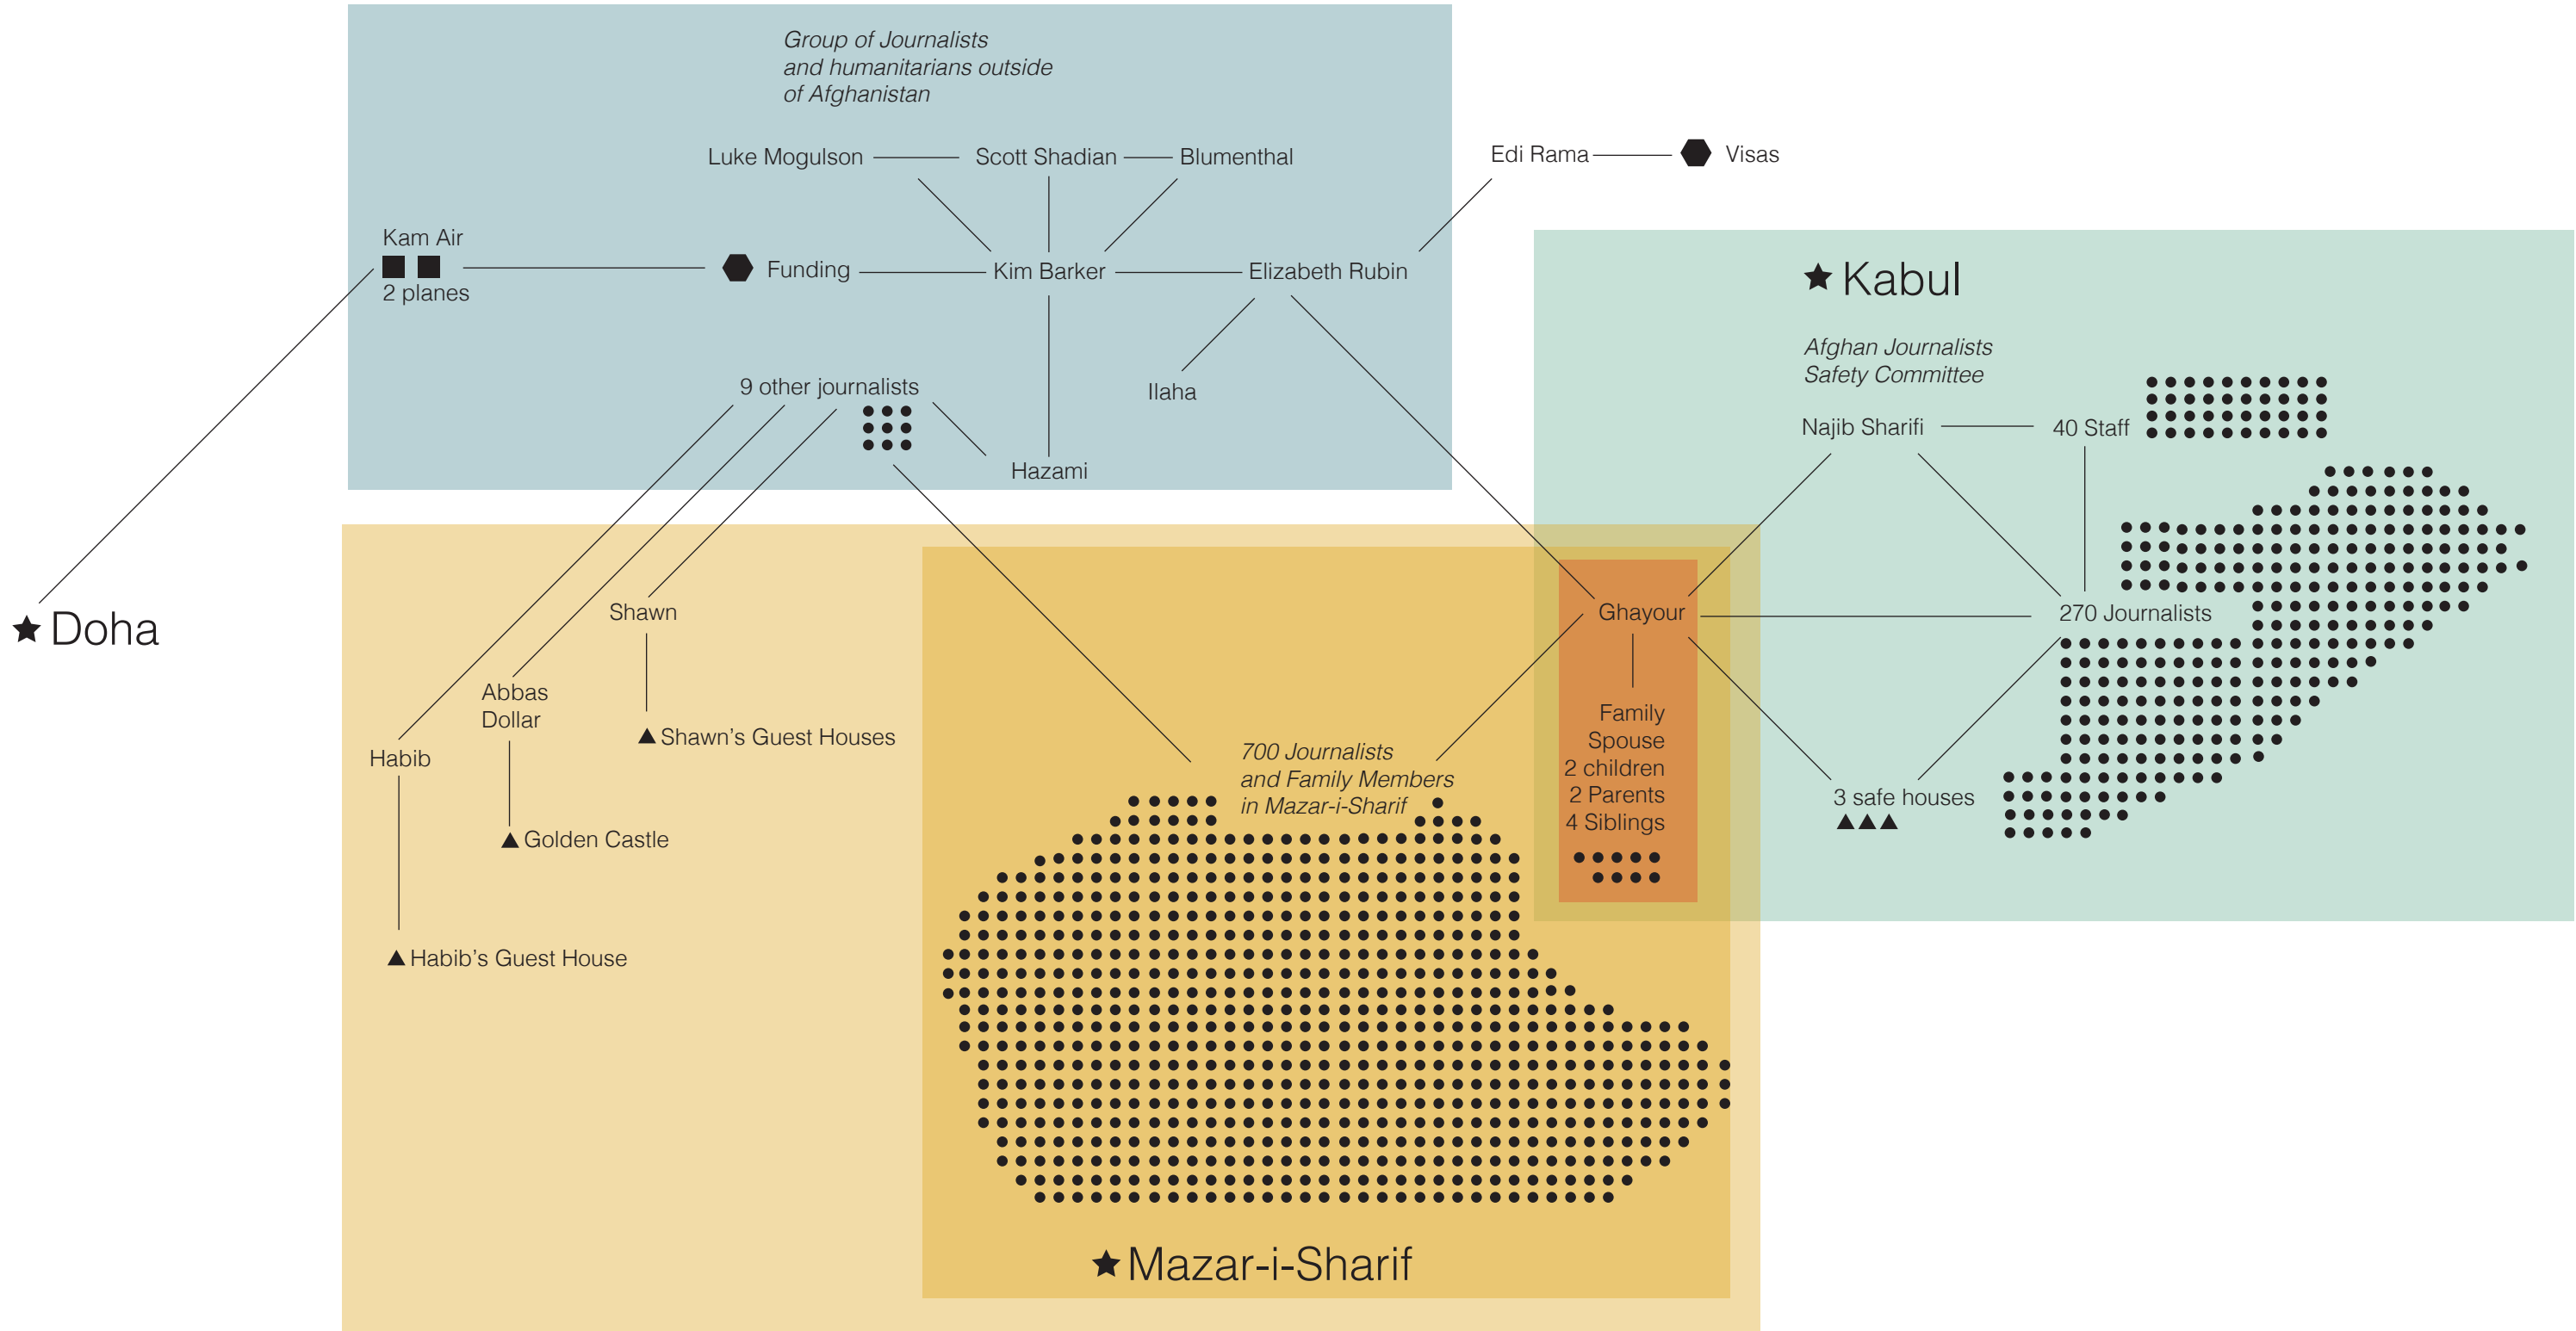 Group of Journalists
and humanitarians outside
of Afghanistan
Luke Mogulson
Scott Shadian
Blumenthal
Edi Rama
Visas
Kam Air
2 planes
Funding
Kim Barker
Elizabeth Rubin
9 other journalists
Ilaha
Hazami
Kabul
Afghan Journalists
Safety Committee
Najib Sharifi
40 Staff
270 Journalists
3 safe houses
Doha
Ghayour
Family
Spouse
2 children
2 Parents
4 Siblings
Shawn
Shawn's Guest Houses
Abbas
Dollar
Golden Castle
Habib
Habib's Guest House
700 Journalists
and Family Members
in Mazar-i-Sharif
Mazar-i-Sharif